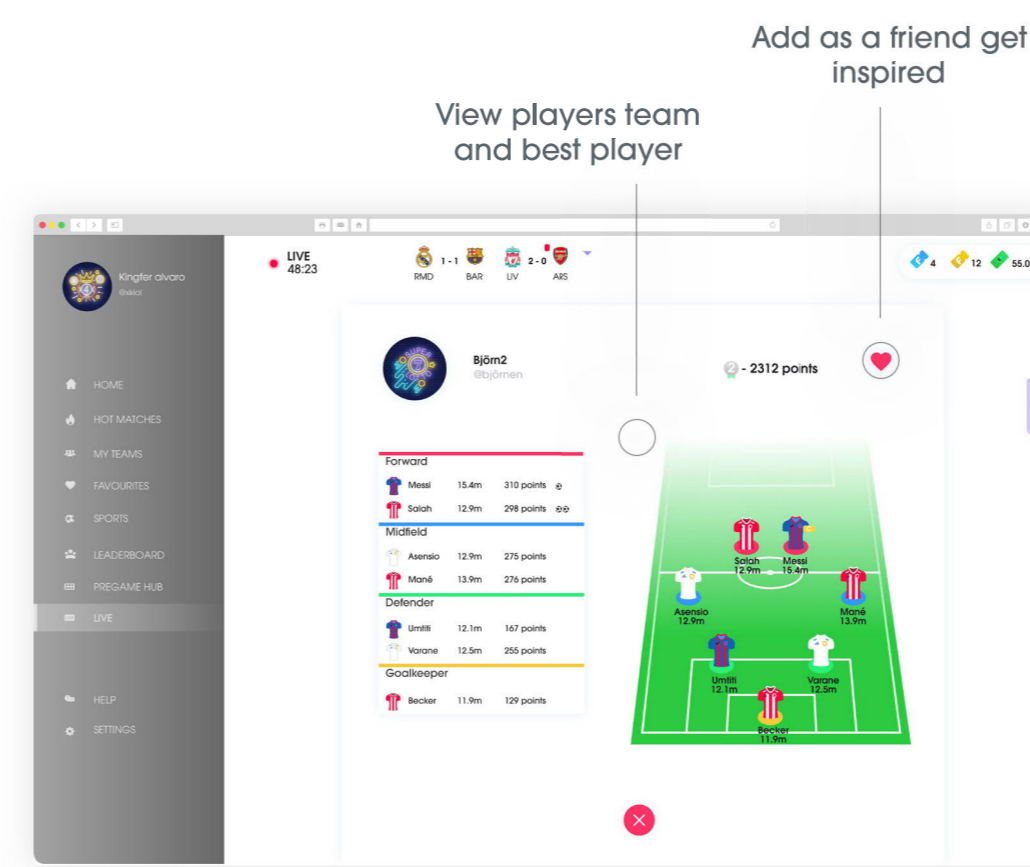 Add as a friend get
inspired
View players team
and best player
Kingfer alvaro
LIVE
48:23
1 - 1
2 - 0
RMD
BAR
LIV
ARS
4
12
55.0
HOME
HOT MATCHES
MY TEAMS
FAVOURITES
SPORTS
LEADERBOARD
PREGAME HUB
LIVE
HELP
SETTINGS
SUPER
7
Björn2
@björnen
2 - 2312 points
Forward
Messi 15.4m 310 points
Salah 12.9m 298 points
Midfield
Asensio 12.9m 275 points
Mané 13.9m 276 points
Defender
Umtiti 12.1m 167 points
Varane 12.5m 255 points
Goalkeeper
Becker 11.9m 129 points
Salah
12.9m
Messi
15.4m
Asensio
12.9m
Mané
13.9m
Umtiti
12.1m
Varane
12.5m
Becker
11.9m